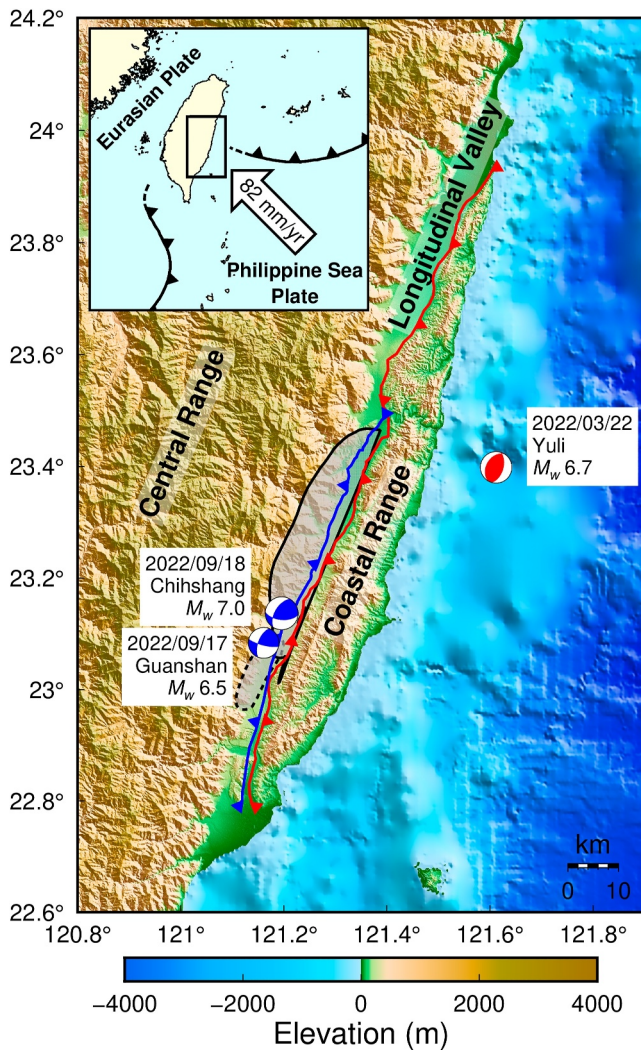 24.2°
24°
23.8°
23.6°
23.4°
23.2°
23°
22.8°
22.6°
120.8°
121°
121.2°
121.4°
121.6°
121.8°
Eurasian Plate
82 mm/yr
Philippine Sea
Plate
Longitudinal Valley
Central Range
Coastal Range
2022/03/22
Yuli
Mw 6.7
2022/09/18
Chihshang
Mw 7.0
2022/09/17
Guanshan
Mw 6.5
km
0 10
−4000 −2000 0 2000 4000
Elevation (m)